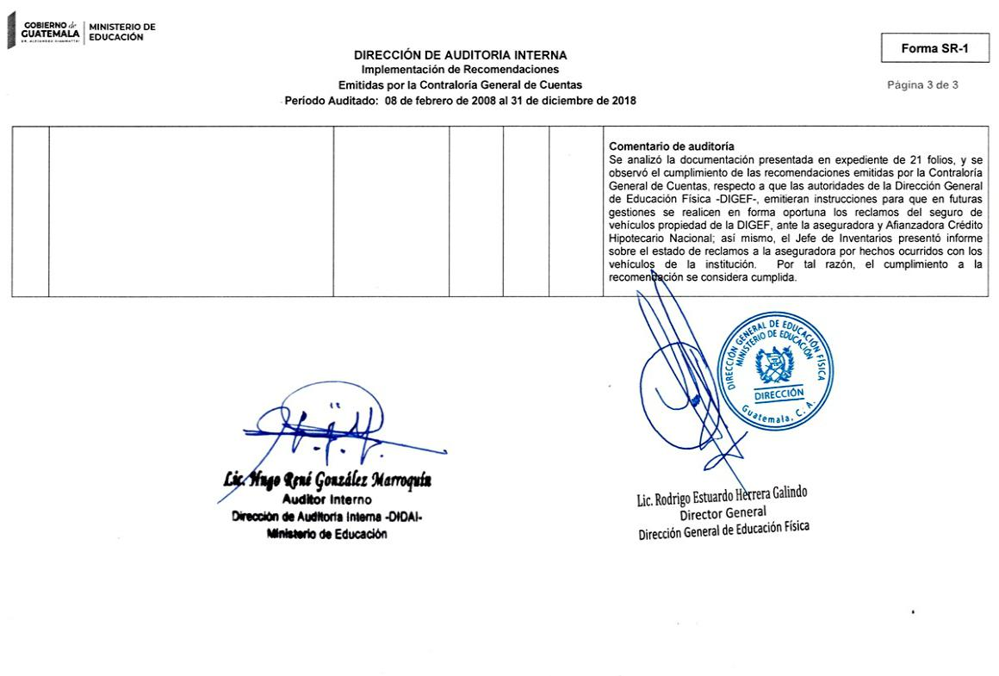 GOBIERNO de
GUATEMALA
DR. ALEJANDRO GIAMMATTEI
MINISTERIO DE
EDUCACIÓN
DIRECCIÓN DE AUDITORIA INTERNA
Implementación de Recomendaciones
Emitidas por la Contraloría General de Cuentas
Período Auditado: 08 de febrero de 2008 al 31 de diciembre de 2018
Forma SR-1
Página 3 de 3
Comentario de auditoría
Se analizó la documentación presentada en expediente de 21 folios, y se
observó el cumplimiento de las recomendaciones emitidas por la Contraloría
General de Cuentas, respecto a que las autoridades de la Dirección General
de Educación Física -DIGEF-, emitieran instrucciones para que en futuras
gestiones se realicen en forma oportuna los reclamos del seguro de
vehículos propiedad de la DIGEF, ante la aseguradora y Afianzadora Crédito
Hipotecario Nacional; así mismo, el Jefe de Inventarios presentó informe
sobre el estado de reclamos a la aseguradora por hechos ocurridos con los
vehículos de la institución. Por tal razón, el cumplimiento a la
recomendación se considera cumplida.
DIRECCIÓN GENERAL DE EDUCACIÓN FÍSICA
MINISTERIO DE EDUCACIÓN
DIRECCIÓN
Guatemala, C. A.
Lic. Hugo René González Marroquín
Auditor Interno
Dirección de Auditoría Interna -DIDAI-
Ministerio de Educación
Lic. Rodrigo Estuardo Herrera Galindo
Director General
Dirección General de Educación Física